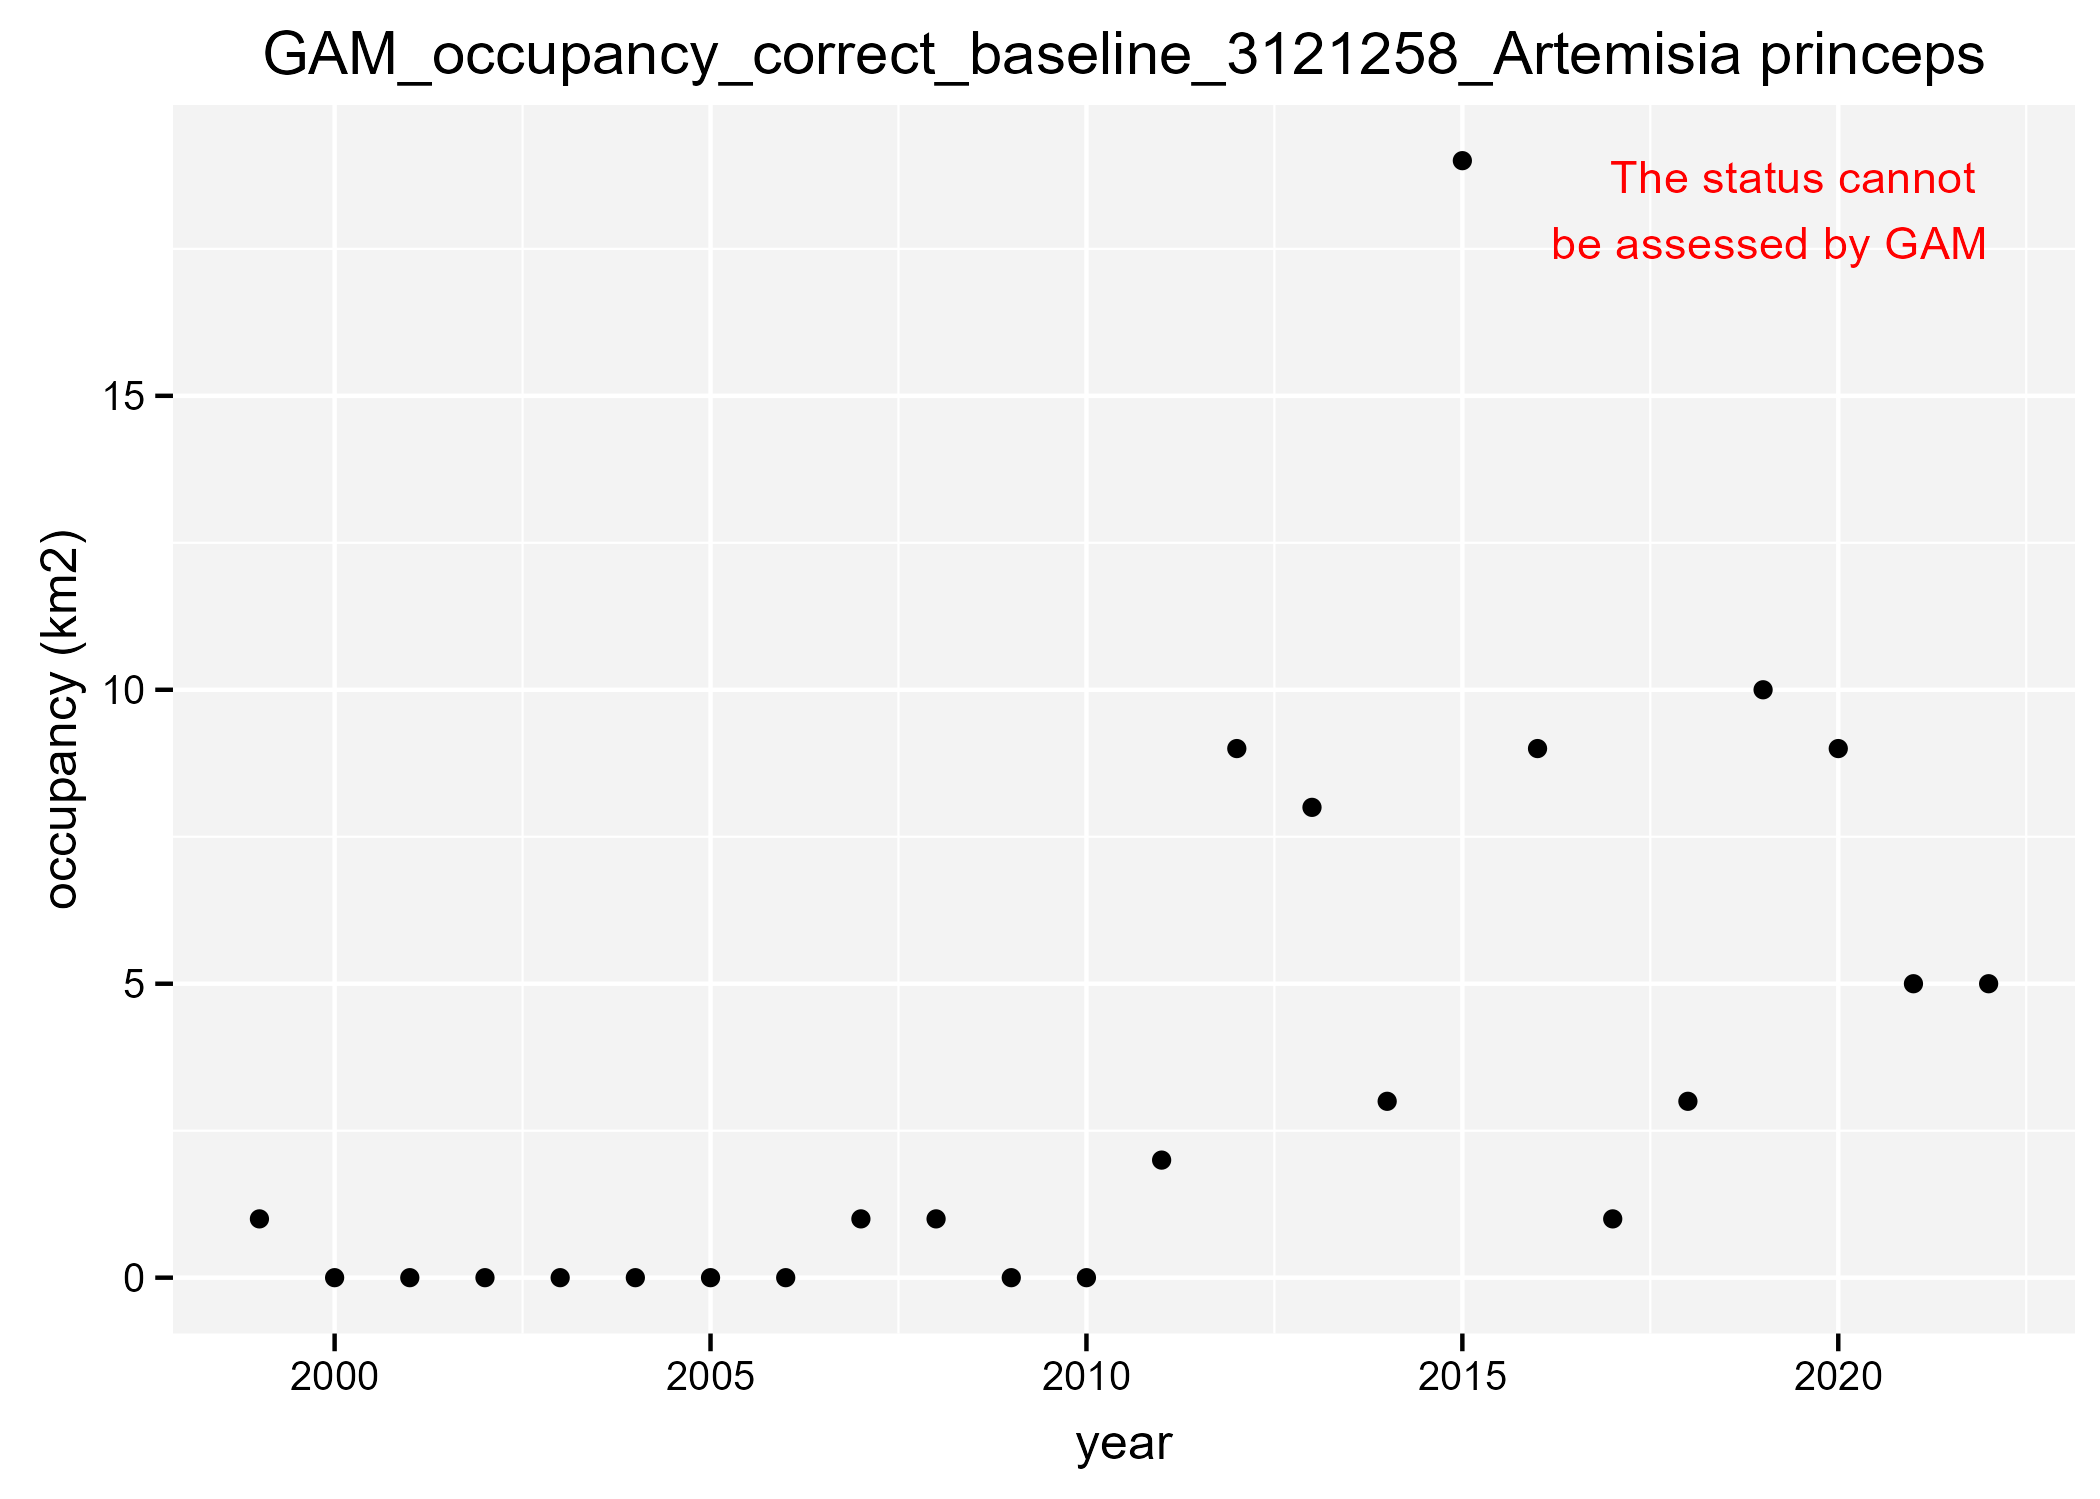 GAM_occupancy_correct_baseline_3121258_Artemisia princeps
The status cannot
be assessed by GAM
15
10
5
0
occupancy (km2)
2000 2005 2010 2015 2020
year